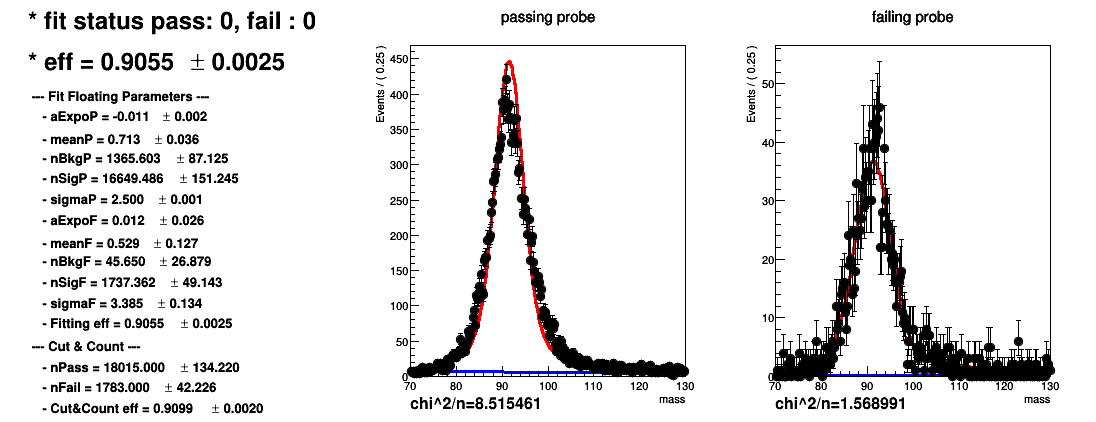 * fit status pass: 0, fail : 0
* eff = 0.9055 ± 0.0025
--- Fit Floating Parameters ---
- aExpoP = -0.011 ± 0.002
- meanP = 0.713 ± 0.036
- nBkgP = 1365.603 ± 87.125
- nSigP = 16649.486 ± 151.245
- sigmaP = 2.500 ± 0.001
- aExpoF = 0.012 ± 0.026
- meanF = 0.529 ± 0.127
- nBkgF = 45.650 ± 26.879
- nSigF = 1737.362 ± 49.143
- sigmaF = 3.385 ± 0.134
- Fitting eff = 0.9055 ± 0.0025
--- Cut & Count ---
- nPass = 18015.000 ± 134.220
- nFail = 1783.000 ± 42.226
- Cut&Count eff = 0.9099 ± 0.0020
passing probe
Events / ( 0.25 )
450
400
350
300
250
200
150
100
50
0
70 80 90 100 110 120 130
mass
chi^2/n=8.515461
failing probe
Events / ( 0.25 )
50
40
30
20
10
0
70 80 90 100 110 120 130
mass
chi^2/n=1.568991